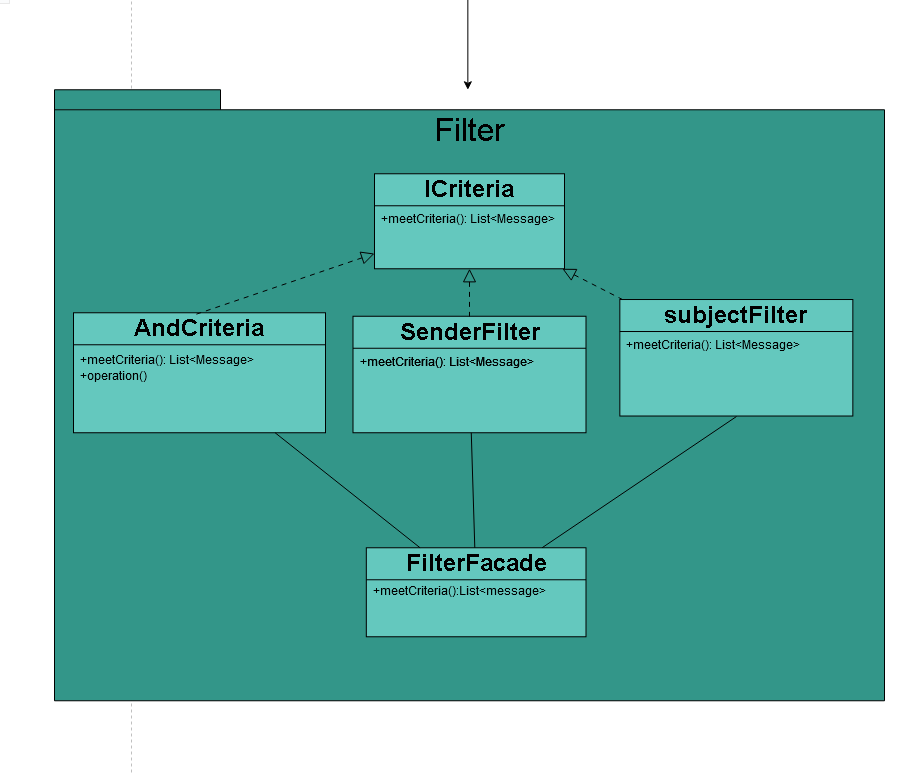 Filter
ICriteria
+meetCriteria(): List<Message>
AndCriteria
+meetCriteria(): List<Message>
+operation()
SenderFilter
+meetCriteria(): List<Message>
subjectFilter
+meetCriteria(): List<Message>
FilterFacade
+meetCriteria():List<message>